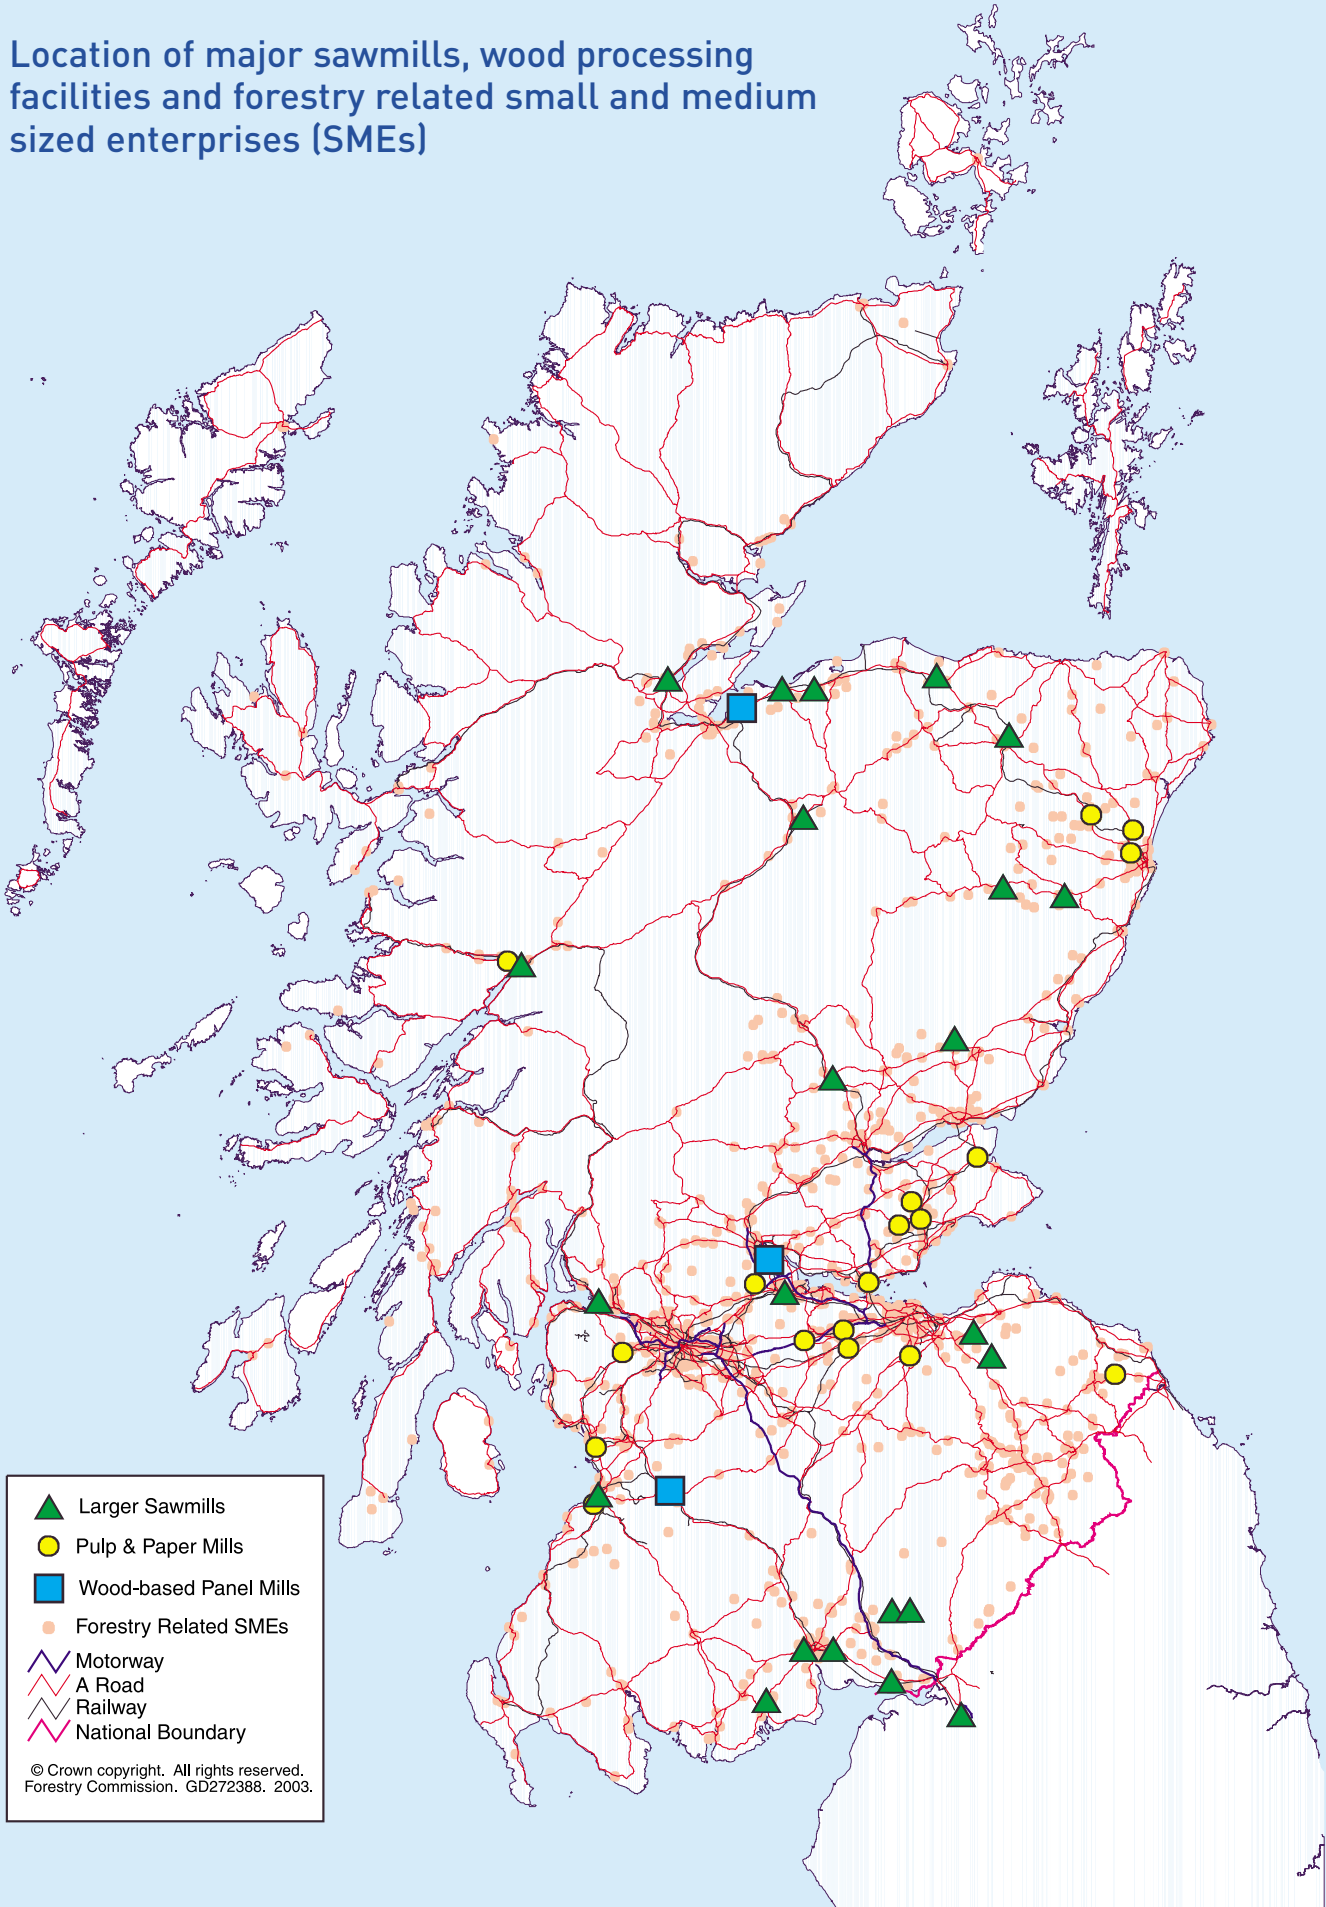 Location of major sawmills, wood processing
facilities and forestry related small and medium
sized enterprises (SMEs)
Larger Sawmills
Pulp & Paper Mills
Wood-based Panel Mills
Forestry Related SMEs
Motorway
A Road
Railway
National Boundary
© Crown copyright. All rights reserved.
Forestry Commission. GD272388. 2003.